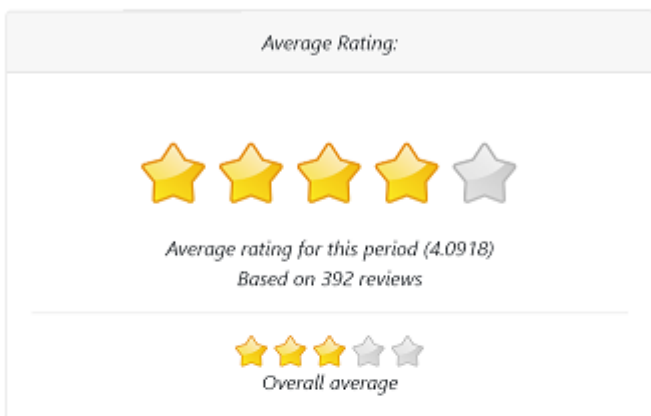 Average Rating:
Average rating for this period (4.0918)
Based on 392 reviews
Overall average